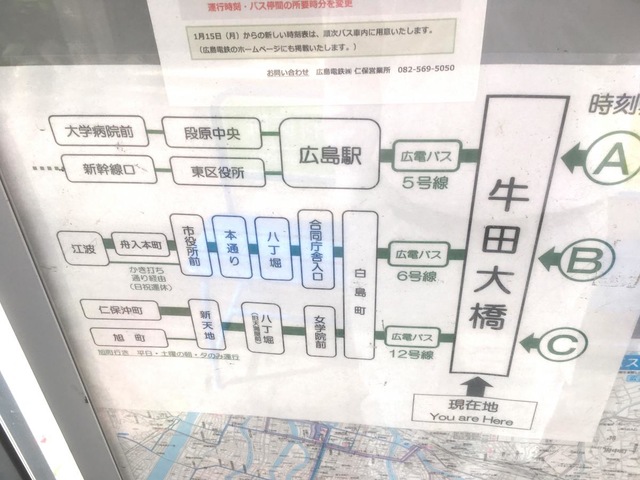 運行時刻・バス停間の所要時分を変更
1月15日（月）からの新しい時刻表は、順次バス車内に用意いたします。
（広島電鉄のホームページにも掲載いたします。）
お問い合わせ 広島電鉄㈱ 仁保営業所 082-569-5050
時刻
大学病院前
段原中央
広島駅
広電バス
5号線
新幹線口
東区役所
牛田大橋
A
江波
舟入本町
かき打ち
通り経由
（日祝運休）
市役所前
本通り
八丁堀
合同庁舎入口
白島町
広電バス
6号線
B
仁保沖町
旭町
新天地
八丁堀
女学院前
広電バス
12号線
C
旭町行き 平日・土曜の朝・夕のみ運行
現在地
You are Here